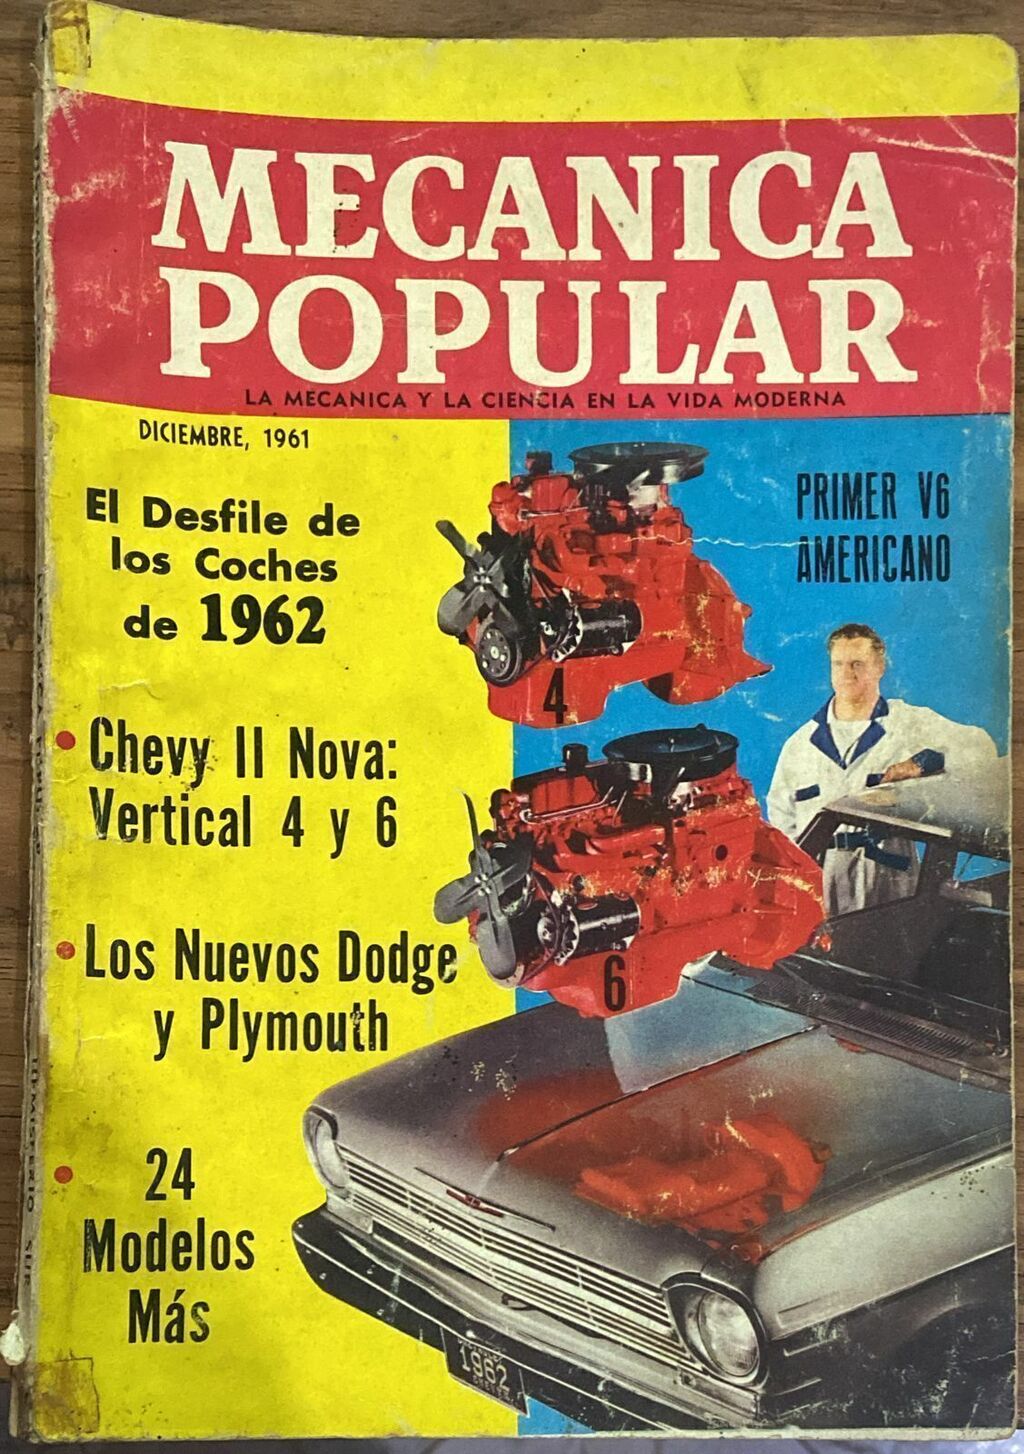 MECANICA
POPULAR
LA MECANICA Y LA CIENCIA EN LA VIDA MODERNA
DICIEMBRE, 1961
El Desfile de
los Coches
de 1962
PRIMER V6
AMERICANO
4
• Chevy II Nova:
Vertical 4 y 6
6
• Los Nuevos Dodge
y Plymouth
• 24
Modelos
Más
1962